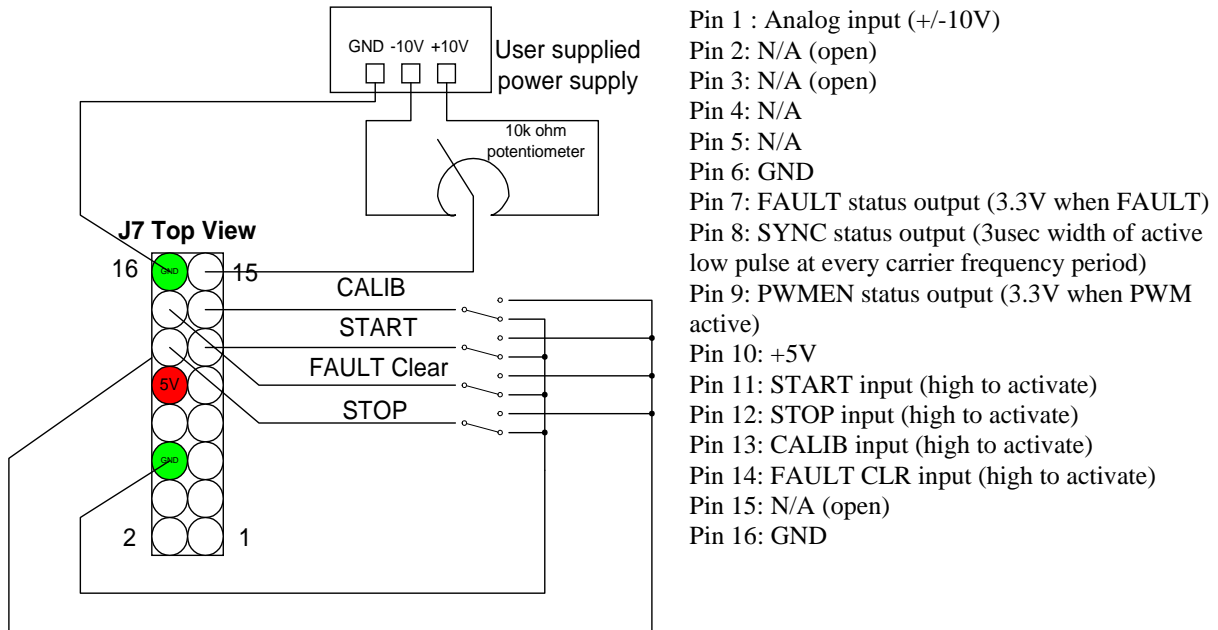 GND -10V +10V
User supplied
power supply
10k ohm
potentiometer
J7 Top View
16
GND
15
CALIB
START
FAULT Clear
5V
STOP
GND
2
1
Pin 1 : Analog input (+/-10V)
Pin 2: N/A (open)
Pin 3: N/A (open)
Pin 4: N/A
Pin 5: N/A
Pin 6: GND
Pin 7: FAULT status output (3.3V when FAULT)
Pin 8: SYNC status output (3usec width of active
low pulse at every carrier frequency period)
Pin 9: PWMEN status output (3.3V when PWM
active)
Pin 10: +5V
Pin 11: START input (high to activate)
Pin 12: STOP input (high to activate)
Pin 13: CALIB input (high to activate)
Pin 14: FAULT CLR input (high to activate)
Pin 15: N/A (open)
Pin 16: GND